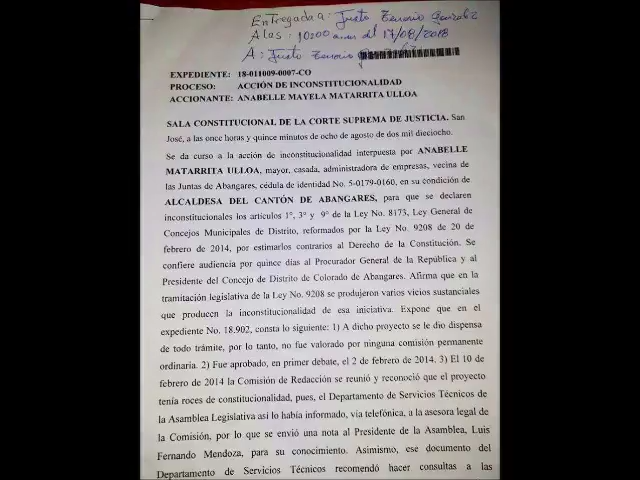 Entregada a: Justo Tenorio González
A las: 10:00 am del 17/08/2018
A: Justo Tenorio
EXPEDIENTE: 18-011009-0007-CO
PROCESO: ACCIÓN DE INCONSTITUCIONALIDAD
ACCIONANTE: ANABELLE MAYELA MATARRITA ULLOA
SALA CONSTITUCIONAL DE LA CORTE SUPREMA DE JUSTICIA. San
José, a las once horas y quince minutos de ocho de agosto de dos mil dieciocho.
Se da curso a la acción de inconstitucionalidad interpuesta por ANABELLE
MATARRITA ULLOA, mayor, casada, administradora de empresas, vecina de
las Juntas de Abangares, cédula de identidad No. 5-0179-0160, en su condición de
ALCALDESA DEL CANTÓN DE ABANGARES, para que se declaren
inconstitucionales los artículos 1°, 3° y 9° de la Ley No. 8173, Ley General de
Concejos Municipales de Distrito, reformados por la Ley No. 9208 de 20 de
febrero de 2014, por estimarlos contrarios al Derecho de la Constitución. Se
confiere audiencia por quince días al Procurador General de la República y al
Presidente del Concejo de Distrito de Colorado de Abangares. Afirma que en la
tramitación legislativa de la Ley No. 9208 se produjeron varios vicios sustanciales
que producen la inconstitucionalidad de esa iniciativa. Expone que en el
expediente No. 18.902, consta lo siguiente: 1) A dicho proyecto se le dio dispensa
de todo trámite, por lo tanto, no fue valorado por ninguna comisión permanente
ordinaria. 2) Fue aprobado, en primer debate, el 2 de febrero de 2014. 3) El 10 de
febrero de 2014 la Comisión de Redacción se reunió y reconoció que el proyecto
tenía roces de constitucionalidad, pues, el Departamento de Servicios Técnicos de
la Asamblea Legislativa así lo había informado, vía telefónica, a la asesora legal de
la Comisión, por lo que se envió una nota al Presidente de la Asamblea, Luis
Fernando Mendoza, para su conocimiento. Asimismo, ese documento del
Departamento de Servicios Técnicos recomendó hacer consultas a las